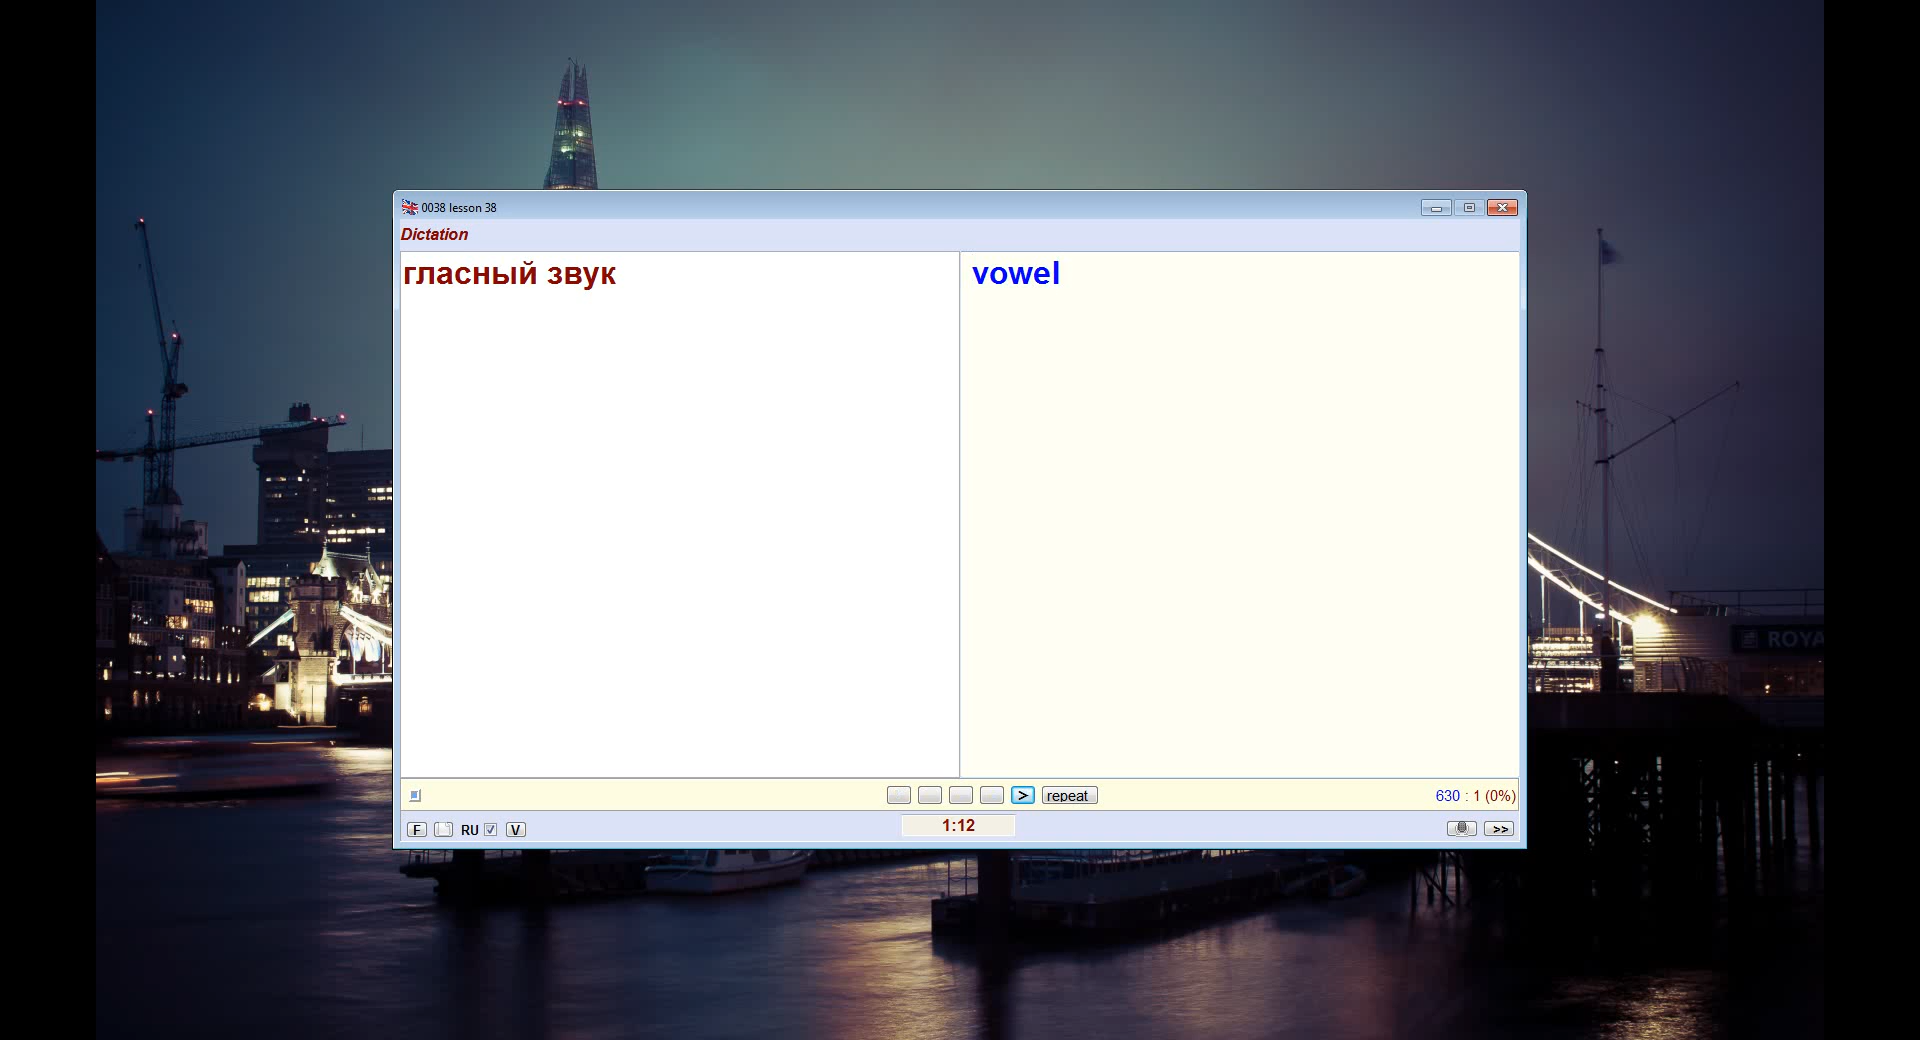 0038 lesson 38
Dictation
гласный звук
vowel
> repeat
630 : 1 (0%)
F RU V
1:12
>>
ROYA